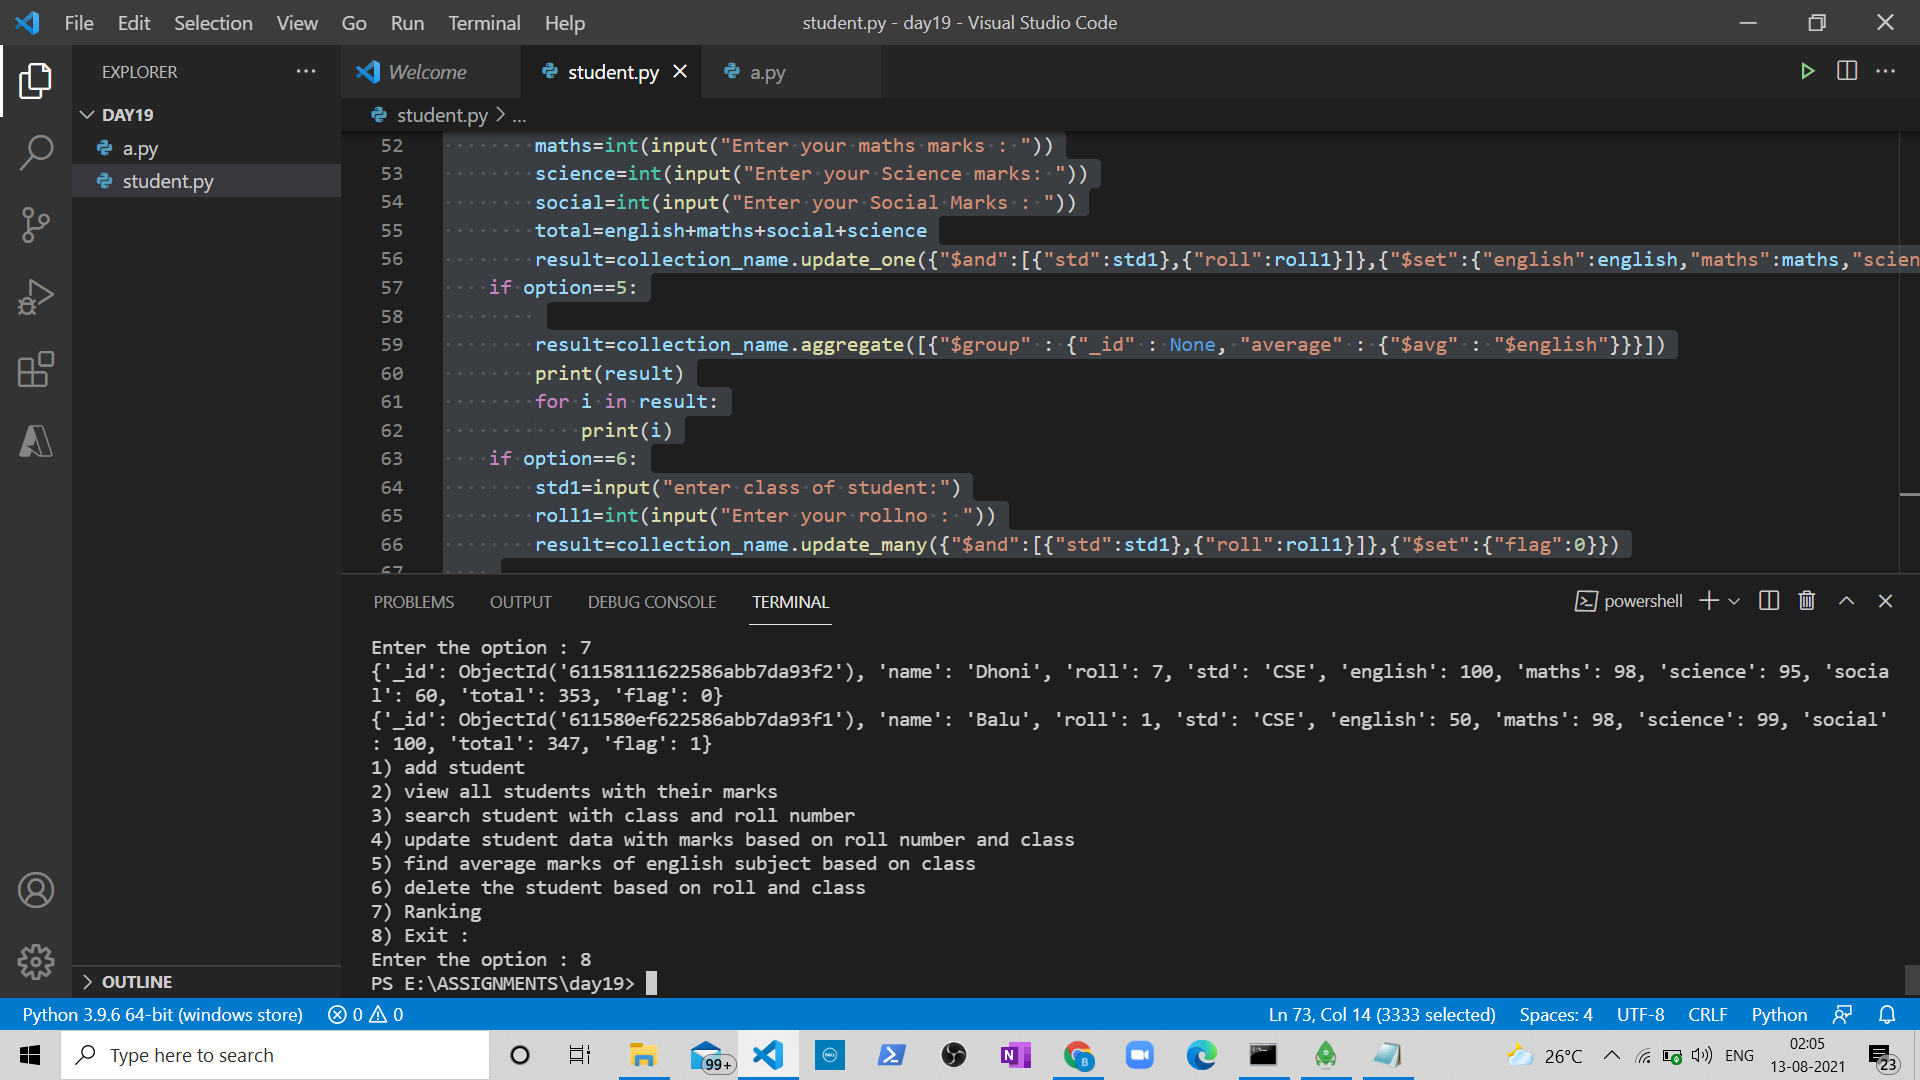 File Edit Selection View Go Run Terminal Help
student.py - day19 - Visual Studio Code
EXPLORER
Welcome student.py a.py
DAY19
a.py
student.py
OUTLINE
student.py > ...
52 maths=int(input("Enter your maths marks : "))
53 science=int(input("Enter your Science marks: "))
54 social=int(input("Enter your Social Marks : "))
55 total=english+maths+social+science
56 result=collection_name.update_one({"$and":[{"std":std1},{"roll":roll1}]},{"$set":{"english":english,"maths":maths,"scien
57 if option==5:
58
59 result=collection_name.aggregate([{"$group" : {"_id" : None, "average" : {"$avg" : "$english"}}}])
60 print(result)
61 for i in result:
62 print(i)
63 if option==6:
64 std1=input("enter class of student:")
65 roll1=int(input("Enter your rollno : "))
66 result=collection_name.update_many({"$and":[{"std":std1},{"roll":roll1}]},{"$set":{"flag":0}})
67
PROBLEMS OUTPUT DEBUG CONSOLE TERMINAL
powershell
Enter the option : 7
{'_id': ObjectId('611581116225​86abb7da93f2'), 'name': 'Dhoni', 'roll': 7, 'std': 'CSE', 'english': 100, 'maths': 98, 'science': 95, 'socia
l': 60, 'total': 353, 'flag': 0}
{'_id': ObjectId('611580ef622586abb7da93f1'), 'name': 'Balu', 'roll': 1, 'std': 'CSE', 'english': 50, 'maths': 98, 'science': 99, 'social'
: 100, 'total': 347, 'flag': 1}
1) add student
2) view all students with their marks
3) search student with class and roll number
4) update student data with marks based on roll number and class
5) find average marks of english subject based on class
6) delete the student based on roll and class
7) Ranking
8) Exit :
Enter the option : 8
PS E:\ASSIGNMENTS\day19>
Python 3.9.6 64-bit (windows store) 0 0
Ln 73, Col 14 (3333 selected) Spaces: 4 UTF-8 CRLF Python
Type here to search
99+
DELL
N
B
26°C
ENG
02:05
13-08-2021
23